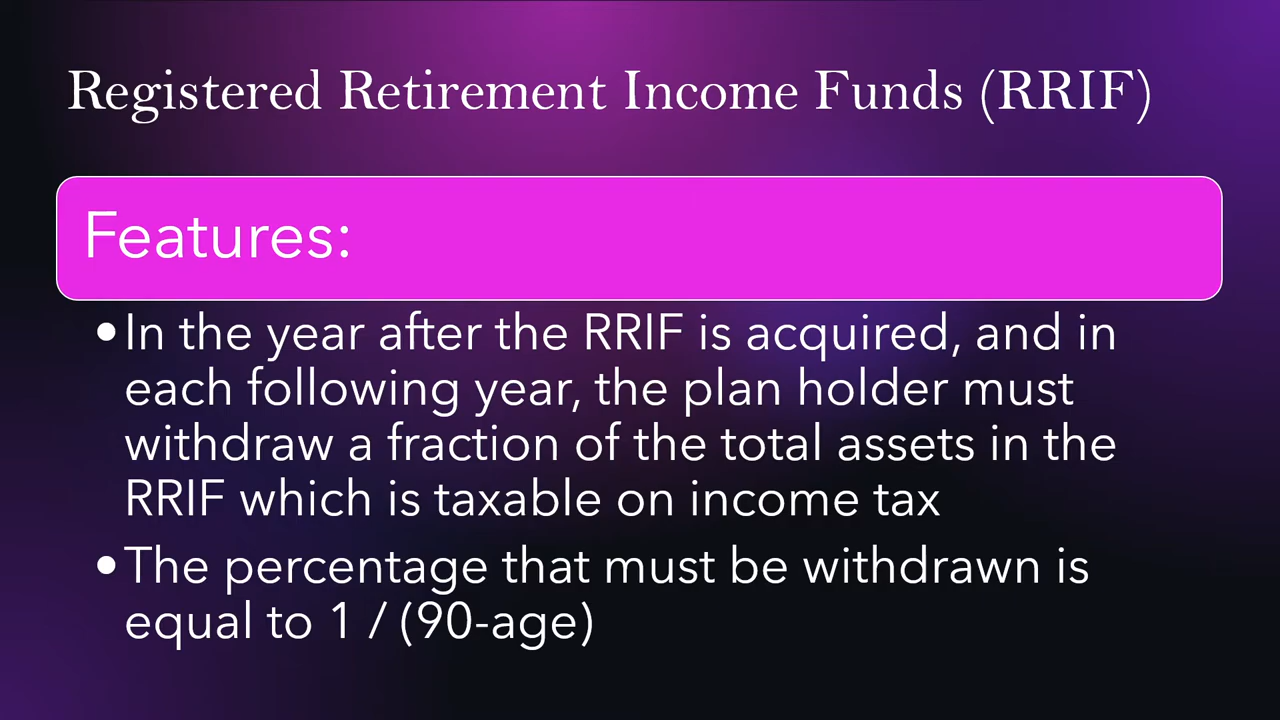 Registered Retirement Income Funds (RRIF)
Features:
•In the year after the RRIF is acquired, and in
each following year, the plan holder must
withdraw a fraction of the total assets in the
RRIF which is taxable on income tax
•The percentage that must be withdrawn is
equal to 1 / (90-age)